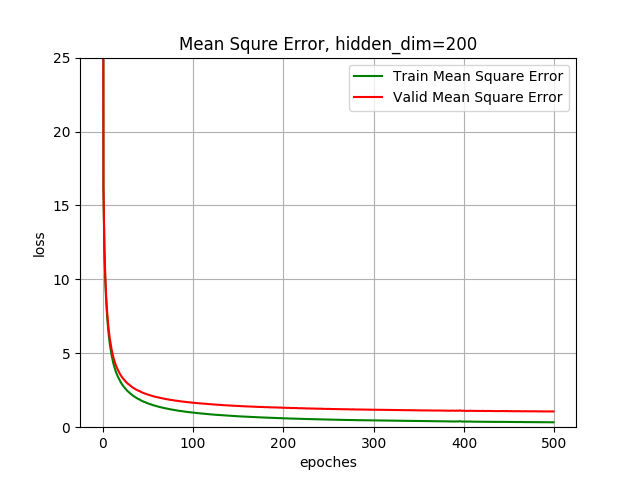 Mean Squre Error, hidden_dim=200
Train Mean Square Error
Valid Mean Square Error
25
20
15
10
5
0
loss
0 100 200 300 400 500
epoches